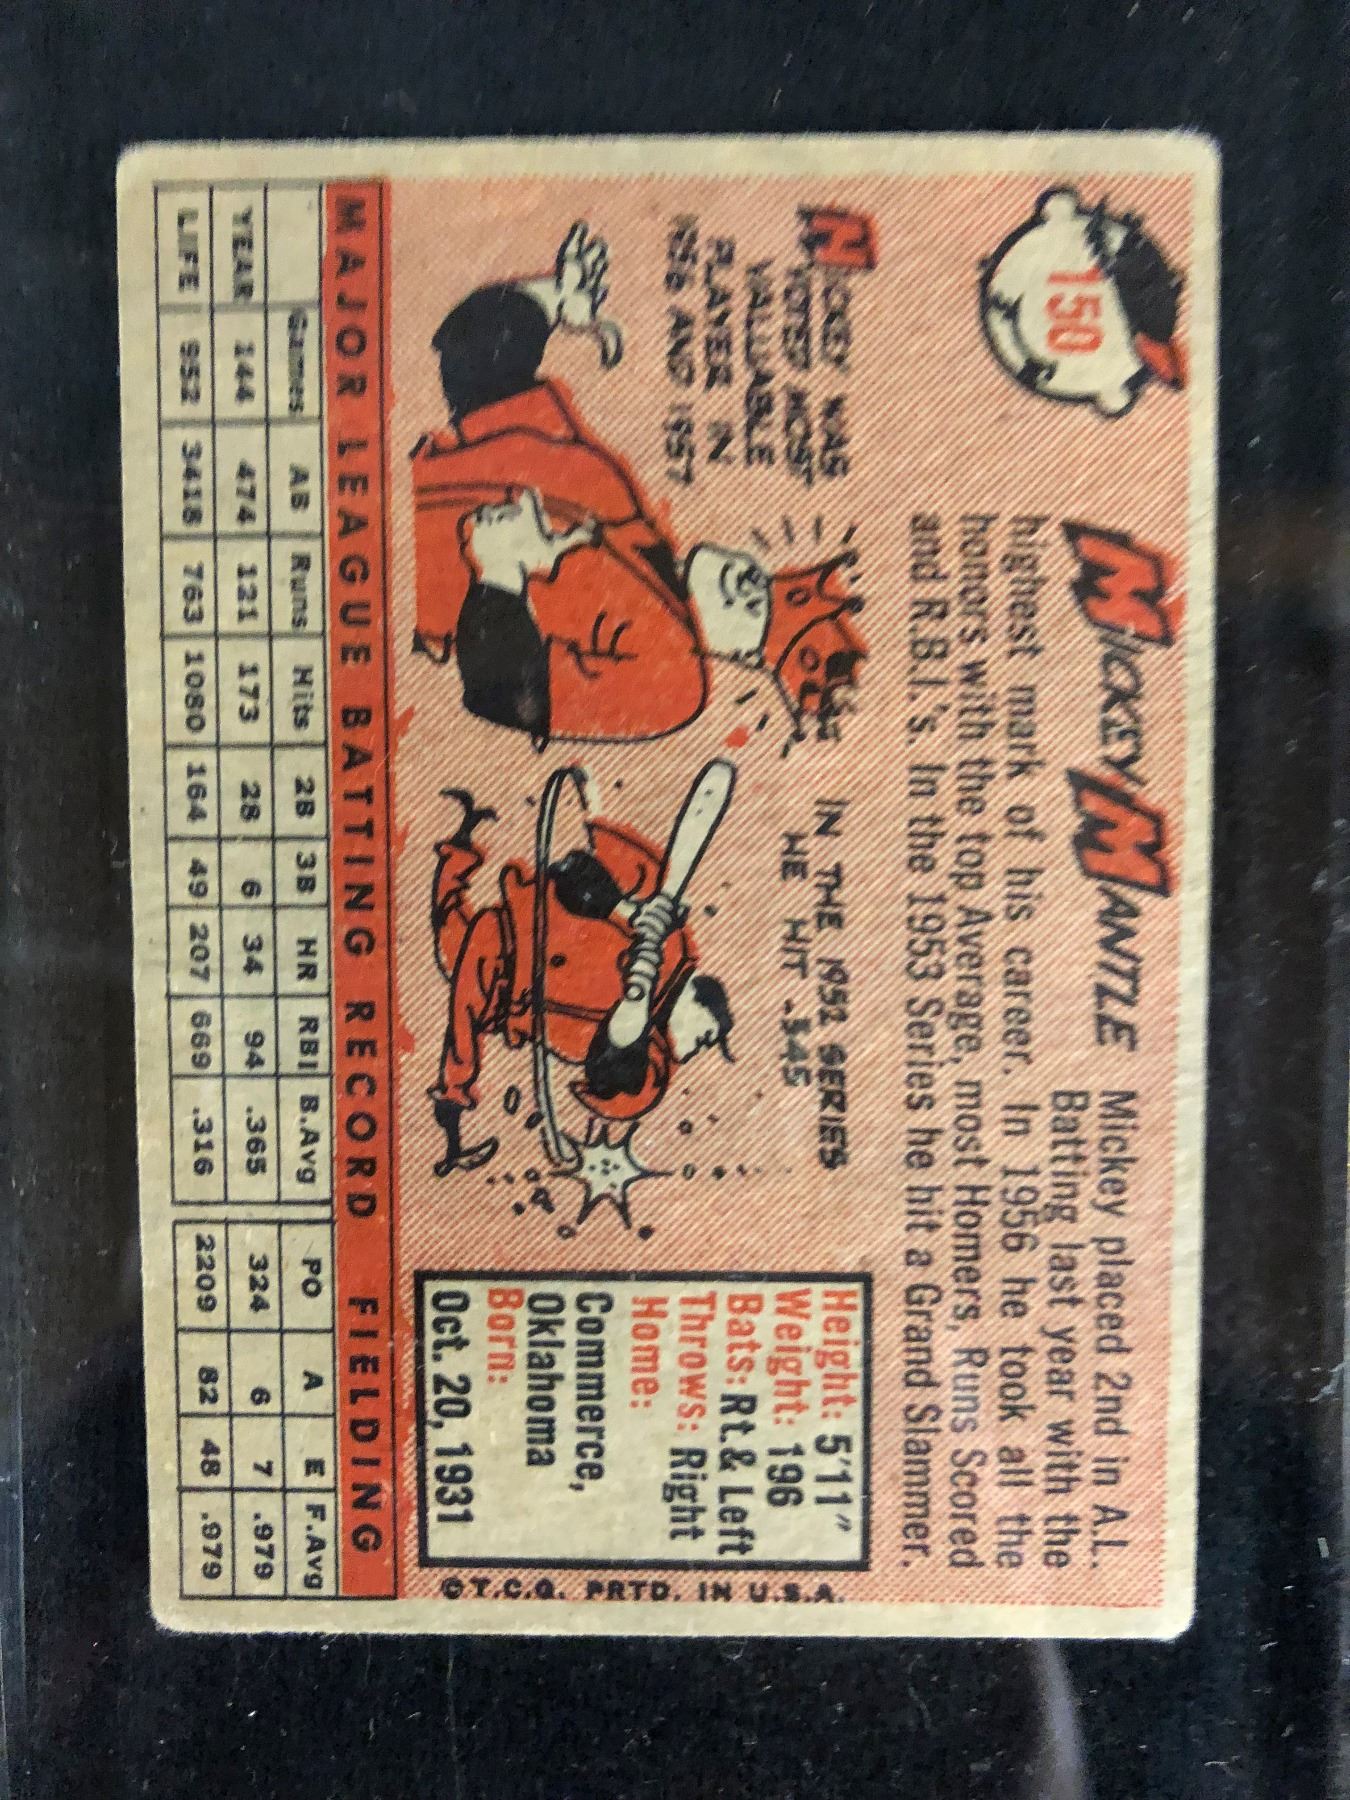 150
MICKEY MANTLE
Mickey placed 2nd in A.L.
Batting last year with the
highest mark of his career. In 1956 he took all the
honors with the top Average, most Homers, Runs Scored
and R.B.I.'s. In the 1953 Series he hit a Grand Slammer.
MICKEY WAS
VOTED MOST
VALUABLE
PLAYER IN
1956 AND 1957
IN THE 1952 SERIES
HE HIT .345
Height: 5'11"
Weight: 196
Bats: Rt. & Left
Throws: Right
Home:
Commerce,
Oklahoma
Born:
Oct. 20, 1931
©T.C.G. PRTD. IN U.S.A.
MAJOR LEAGUE BATTING RECORD FIELDING
Games AB Runs Hits 2B 3B HR RBI B.Avg PO A E F.Avg
YEAR 144 474 121 173 28 6 34 94 .365 324 6 7 .979
LIFE 952 3418 763 1080 164 49 207 669 .316 2209 82 48 .979